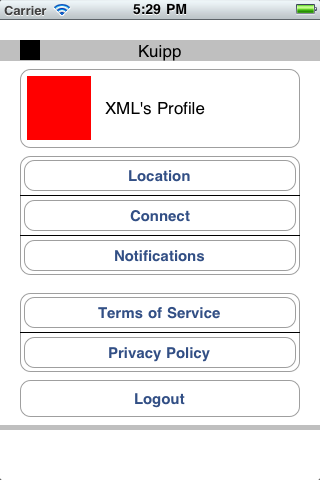 Carrier 5:29 PM
Kuipp
XML's Profile
Location
Connect
Notifications
Terms of Service
Privacy Policy
Logout